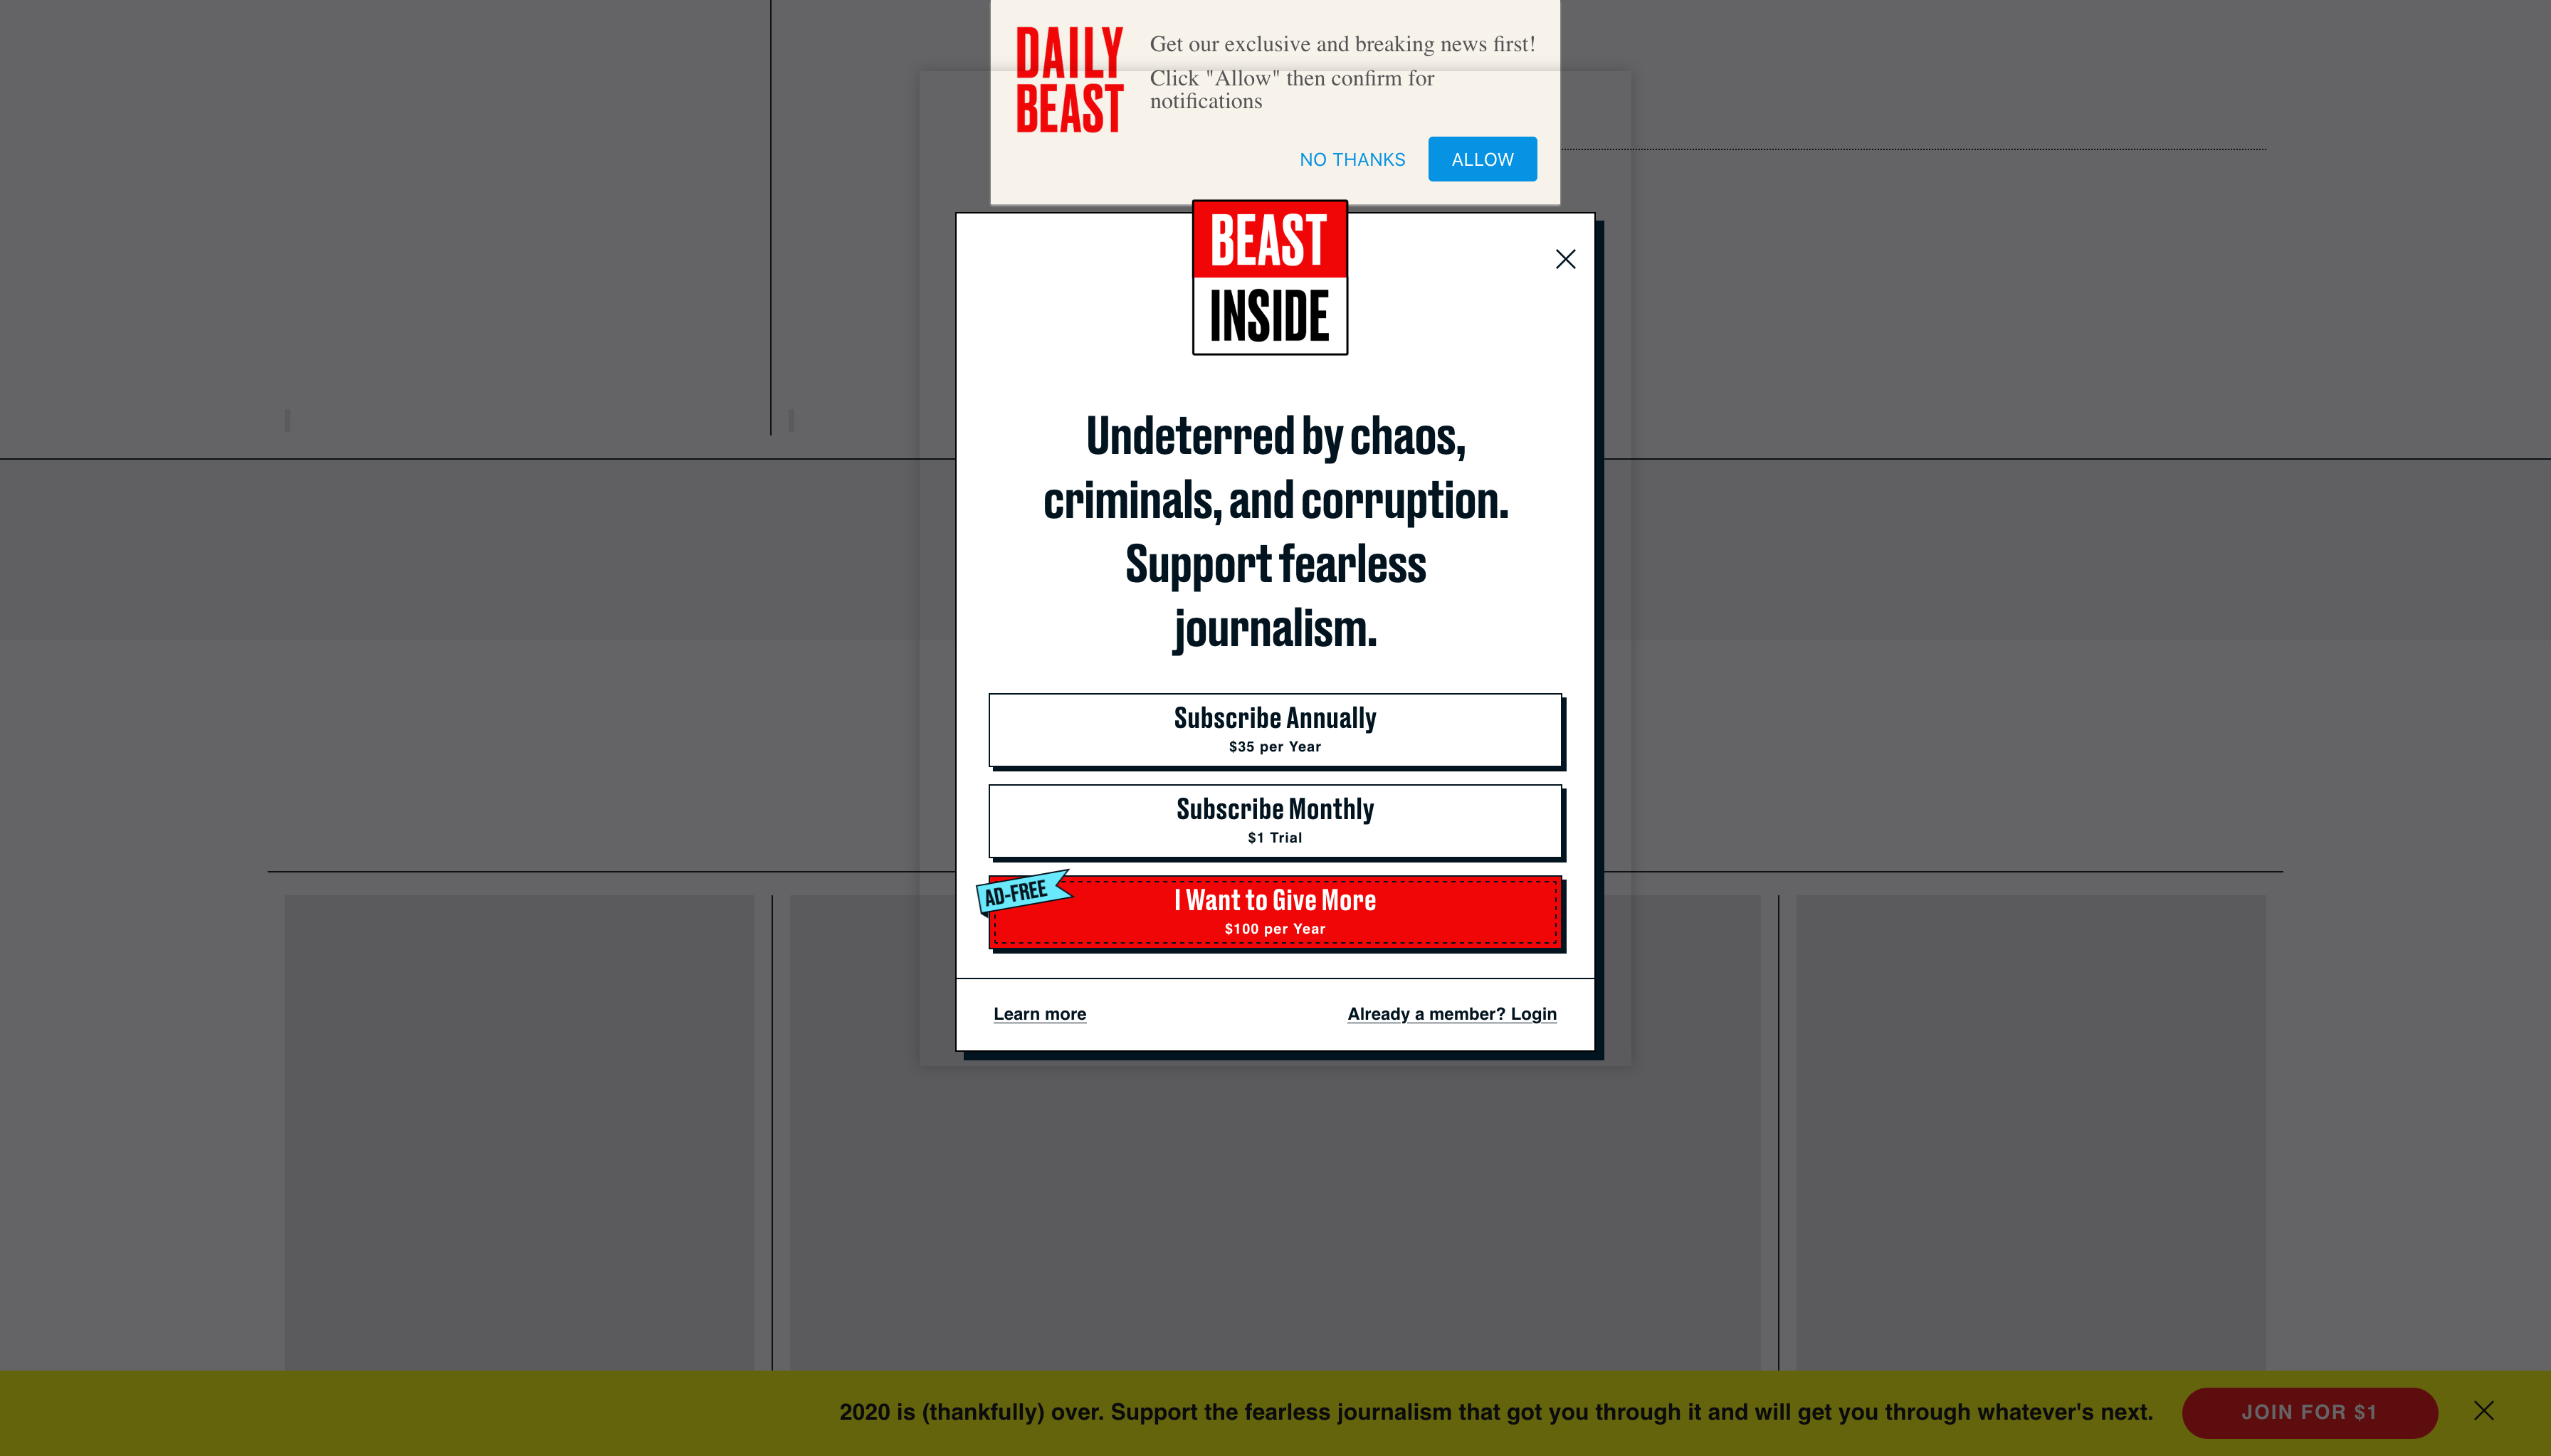 DAILY
BEAST
Get our exclusive and breaking news first!
Click "Allow" then confirm for
notifications
NO THANKS
ALLOW
BEAST
INSIDE
Undeterred by chaos,
criminals, and corruption.
Support fearless
journalism.
Subscribe Annually
$35 per Year
Subscribe Monthly
$1 Trial
AD-FREE
I Want to Give More
$100 per Year
Learn more
Already a member? Login
2020 is (thankfully) over. Support the fearless journalism that got you through it and will get you through whatever's next.
JOIN FOR $1